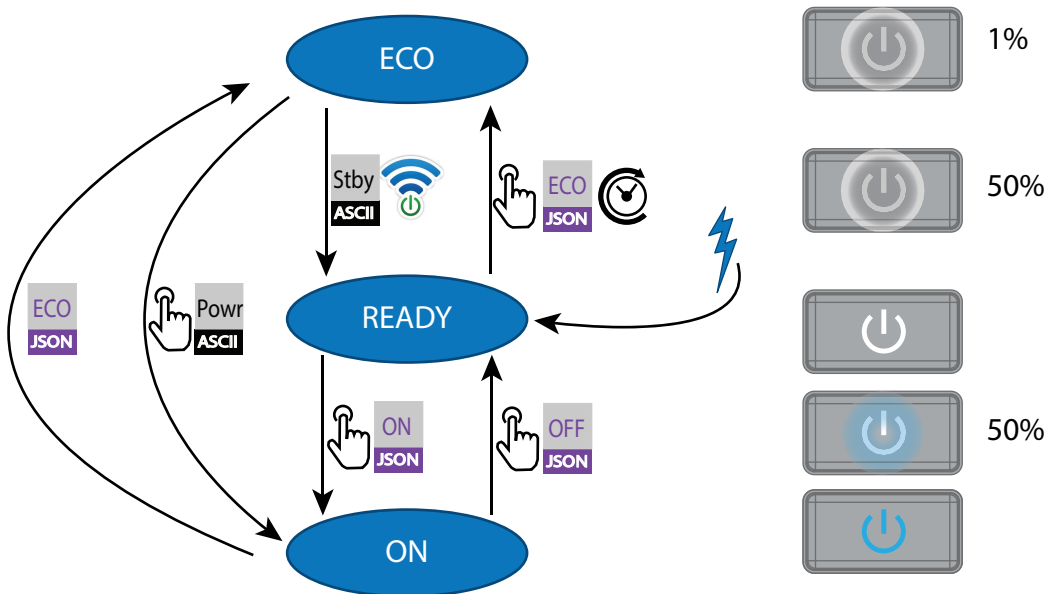 ECO
1%
Stby
ASCII
ECO
JSON
50%
ECO
JSON
Powr
ASCII
READY
ON
JSON
OFF
JSON
50%
ON